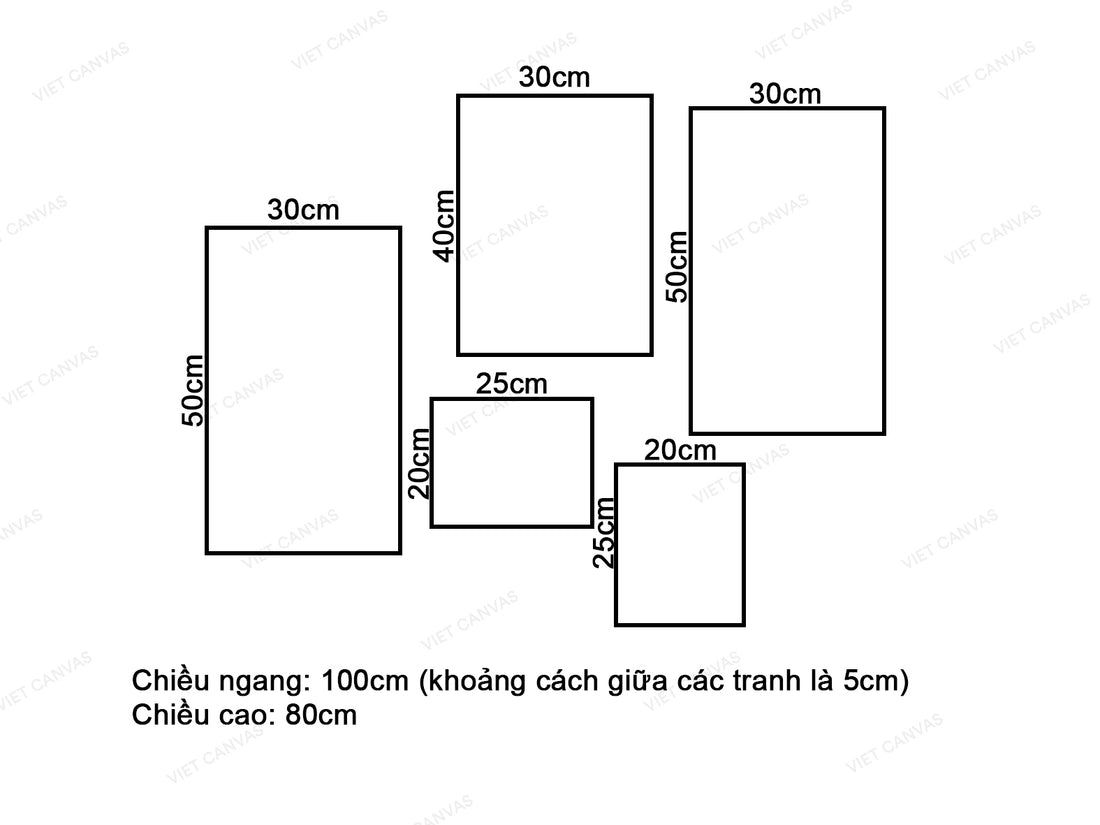 30cm
30cm
30cm
40cm
50cm
50cm
25cm
20cm
20cm
25cm
Chiều ngang: 100cm (khoảng cách giữa các tranh là 5cm)
Chiều cao: 80cm
VIET CANVAS